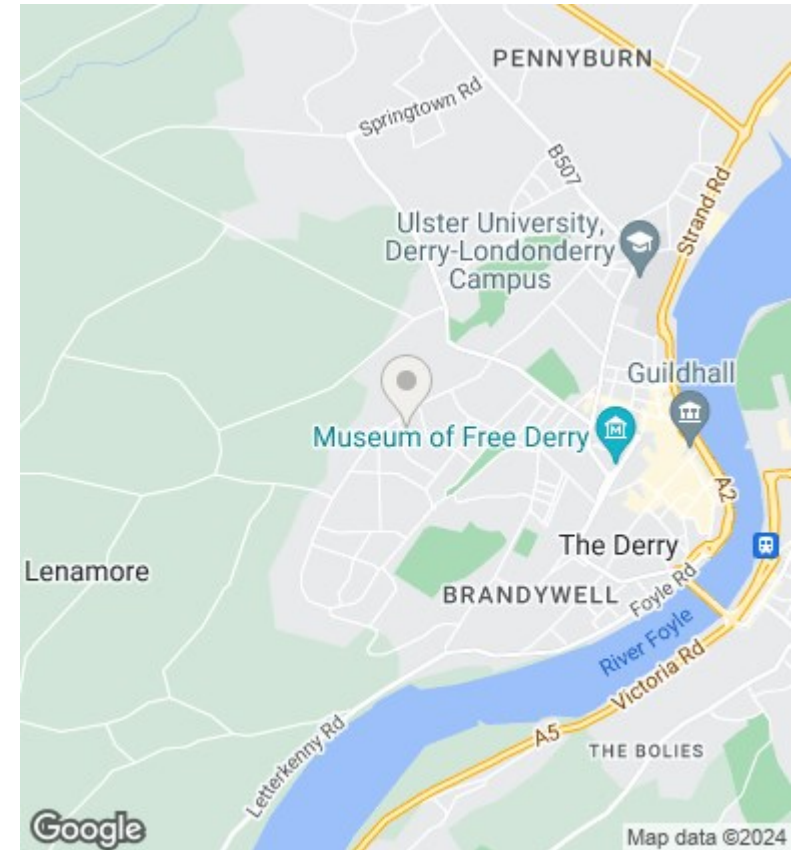 PENNYBURN
Springtown Rd
B507
Strand Rd
Ulster University,
Derry-Londonderry
Campus
Guildhall
Museum of Free Derry
M
A2
The Derry
Lenamore
BRANDYWELL
Foyle Rd
River Foyle
Victoria Rd
A5
THE BOLIES
Letterkenny Rd
Google
Map data ©2024